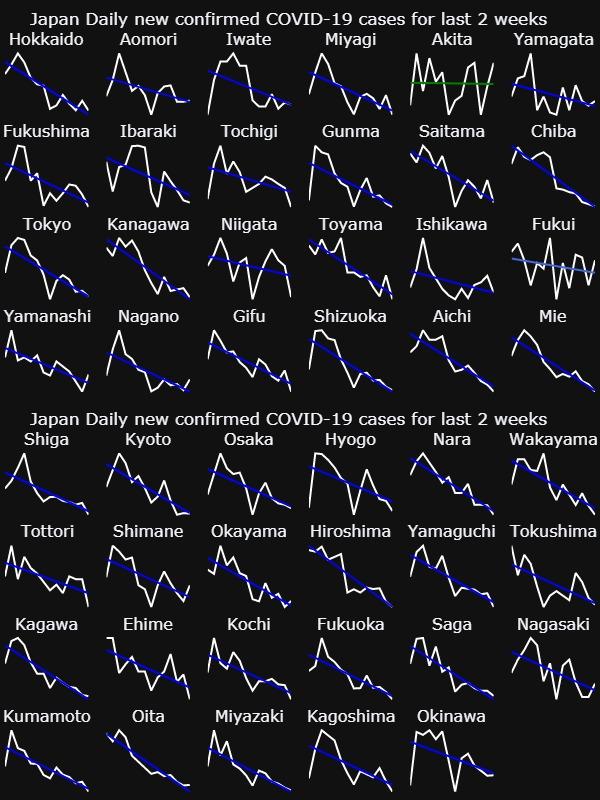 Japan Daily new confirmed COVID-19 cases for last 2 weeks
Hokkaido Aomori Iwate Miyagi Akita Yamagata
Fukushima Ibaraki Tochigi Gunma Saitama Chiba
Tokyo Kanagawa Niigata Toyama Ishikawa Fukui
Yamanashi Nagano Gifu Shizuoka Aichi Mie
Japan Daily new confirmed COVID-19 cases for last 2 weeks
Shiga Kyoto Osaka Hyogo Nara Wakayama
Tottori Shimane Okayama Hiroshima Yamaguchi Tokushima
Kagawa Ehime Kochi Fukuoka Saga Nagasaki
Kumamoto Oita Miyazaki Kagoshima Okinawa